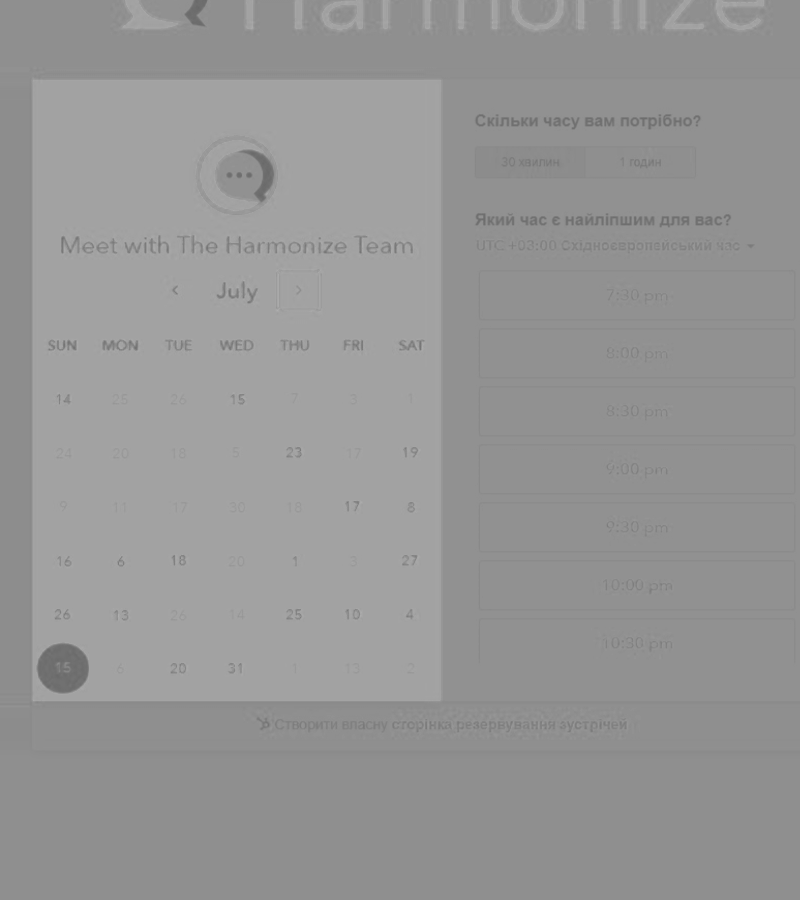 Harmonize
Meet with The Harmonize Team
July
SUN MON TUE WED THU FRI SAT
14 25 26 15 7 3 1
24 20 18 5 23 17 19
9 11 17 30 18 17 8
16 6 18 20 1 3 27
26 13 26 14 25 10 4
15 6 20 31 1 13 2
Скільки часу вам потрібно?
30 хвилин 1 годин
Який час є найліпшим для вас?
UTC +03:00 Східноєвропейський час
7:30 pm
8:00 pm
8:30 pm
9:00 pm
9:30 pm
10:00 pm
10:30 pm
Створити власну сторінка резервування зустрічей